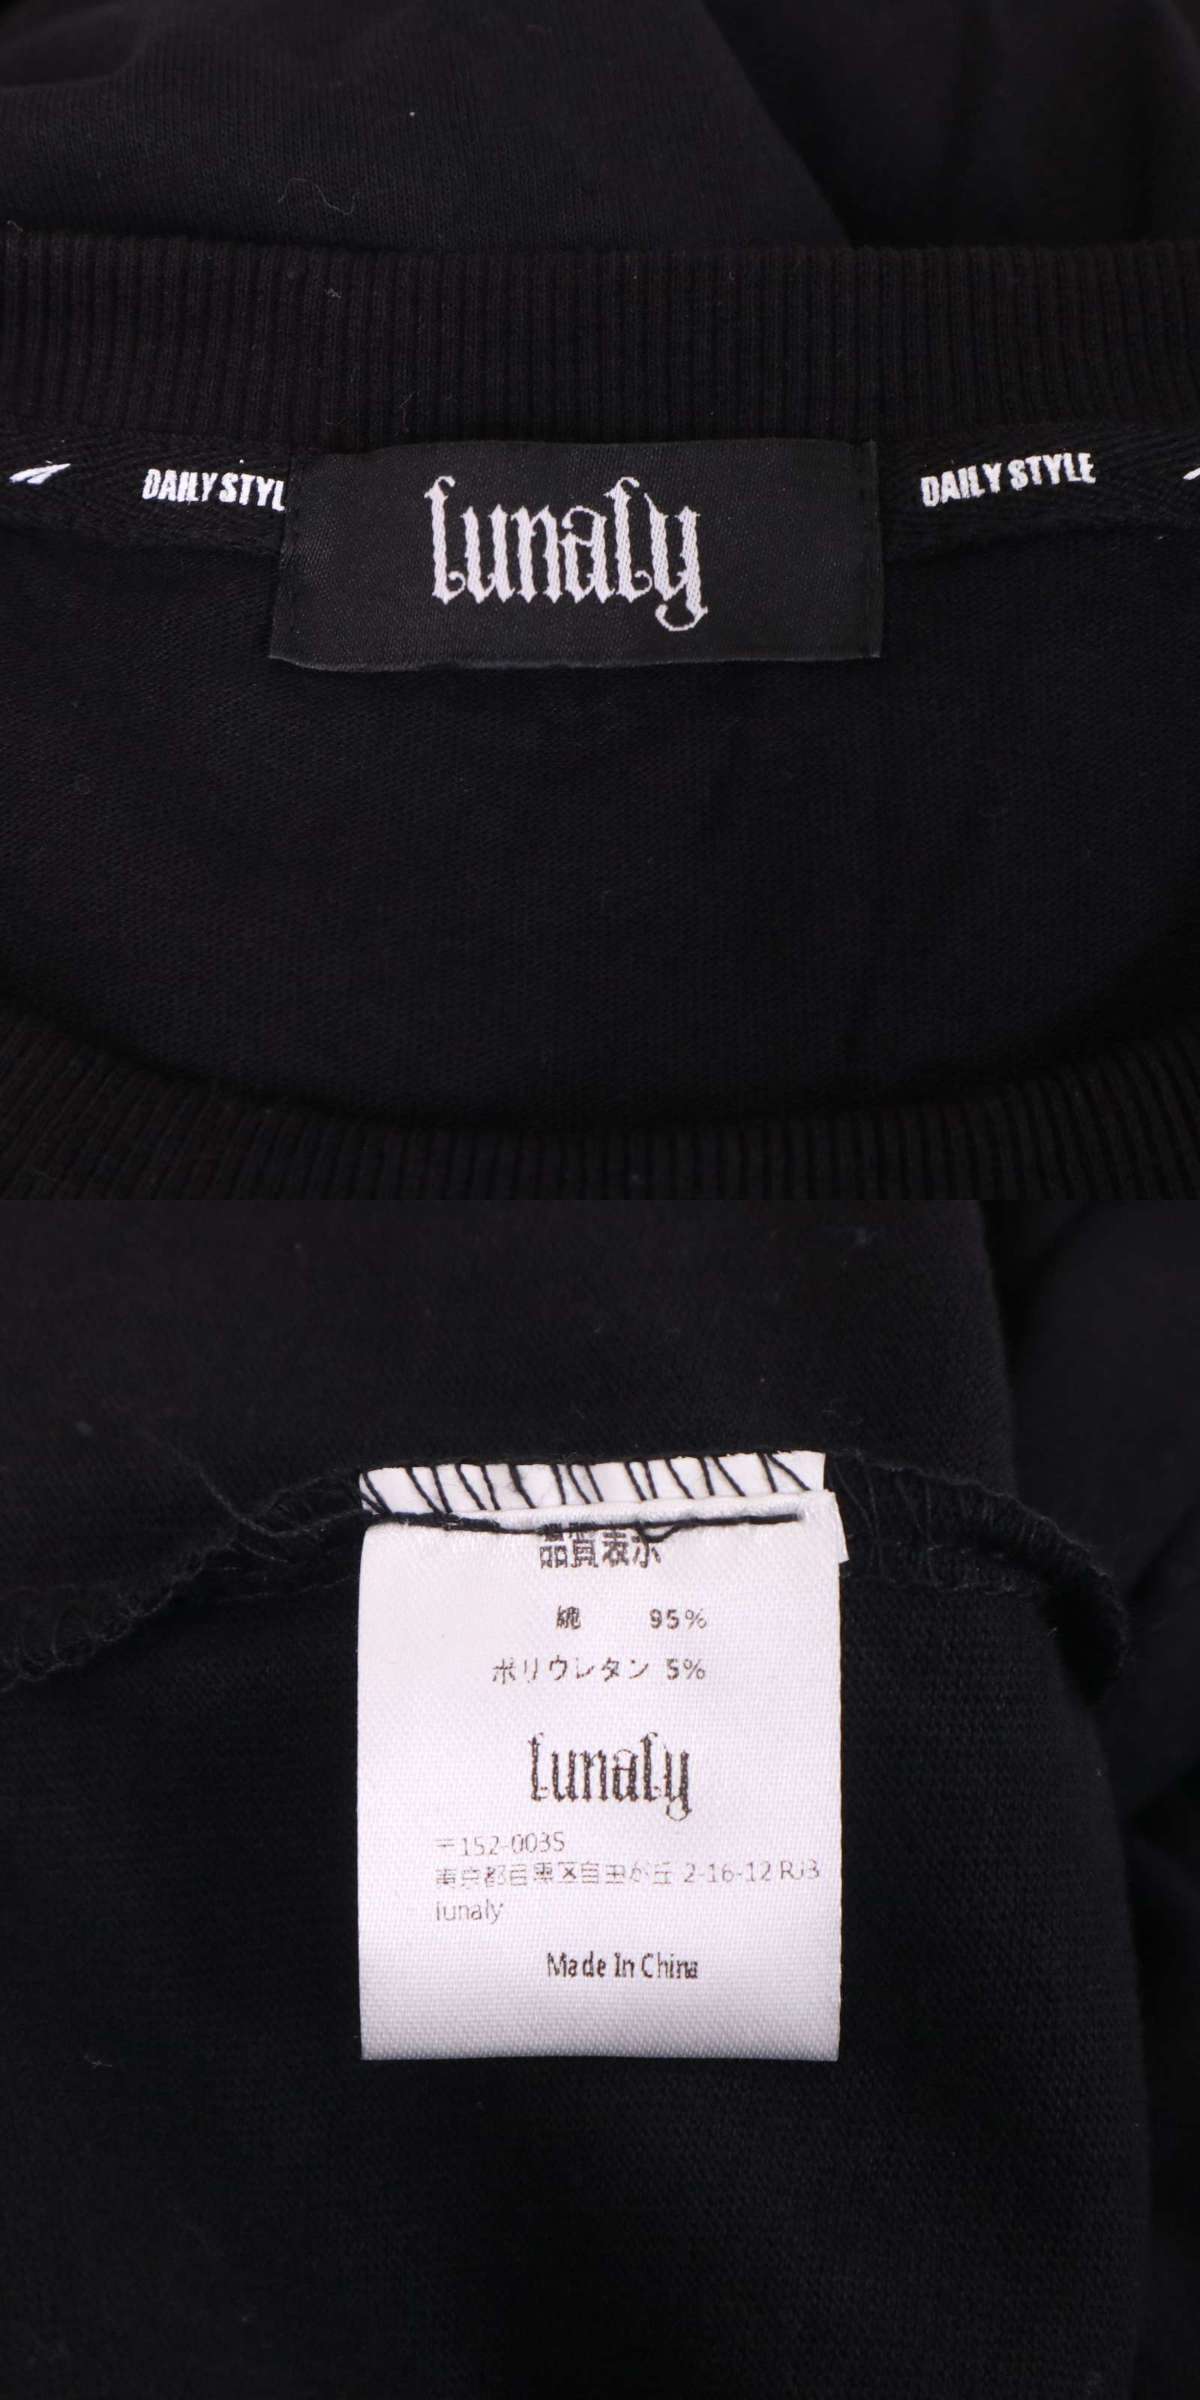 DAILY STYL
lunaly
DAILY STYLE
品質表示
綿 95%
ポリウレタン 5%
lunaly
〒152-0035
東京都目黒区自由が丘 2-16-12 RJ3
lunaly
Made In China